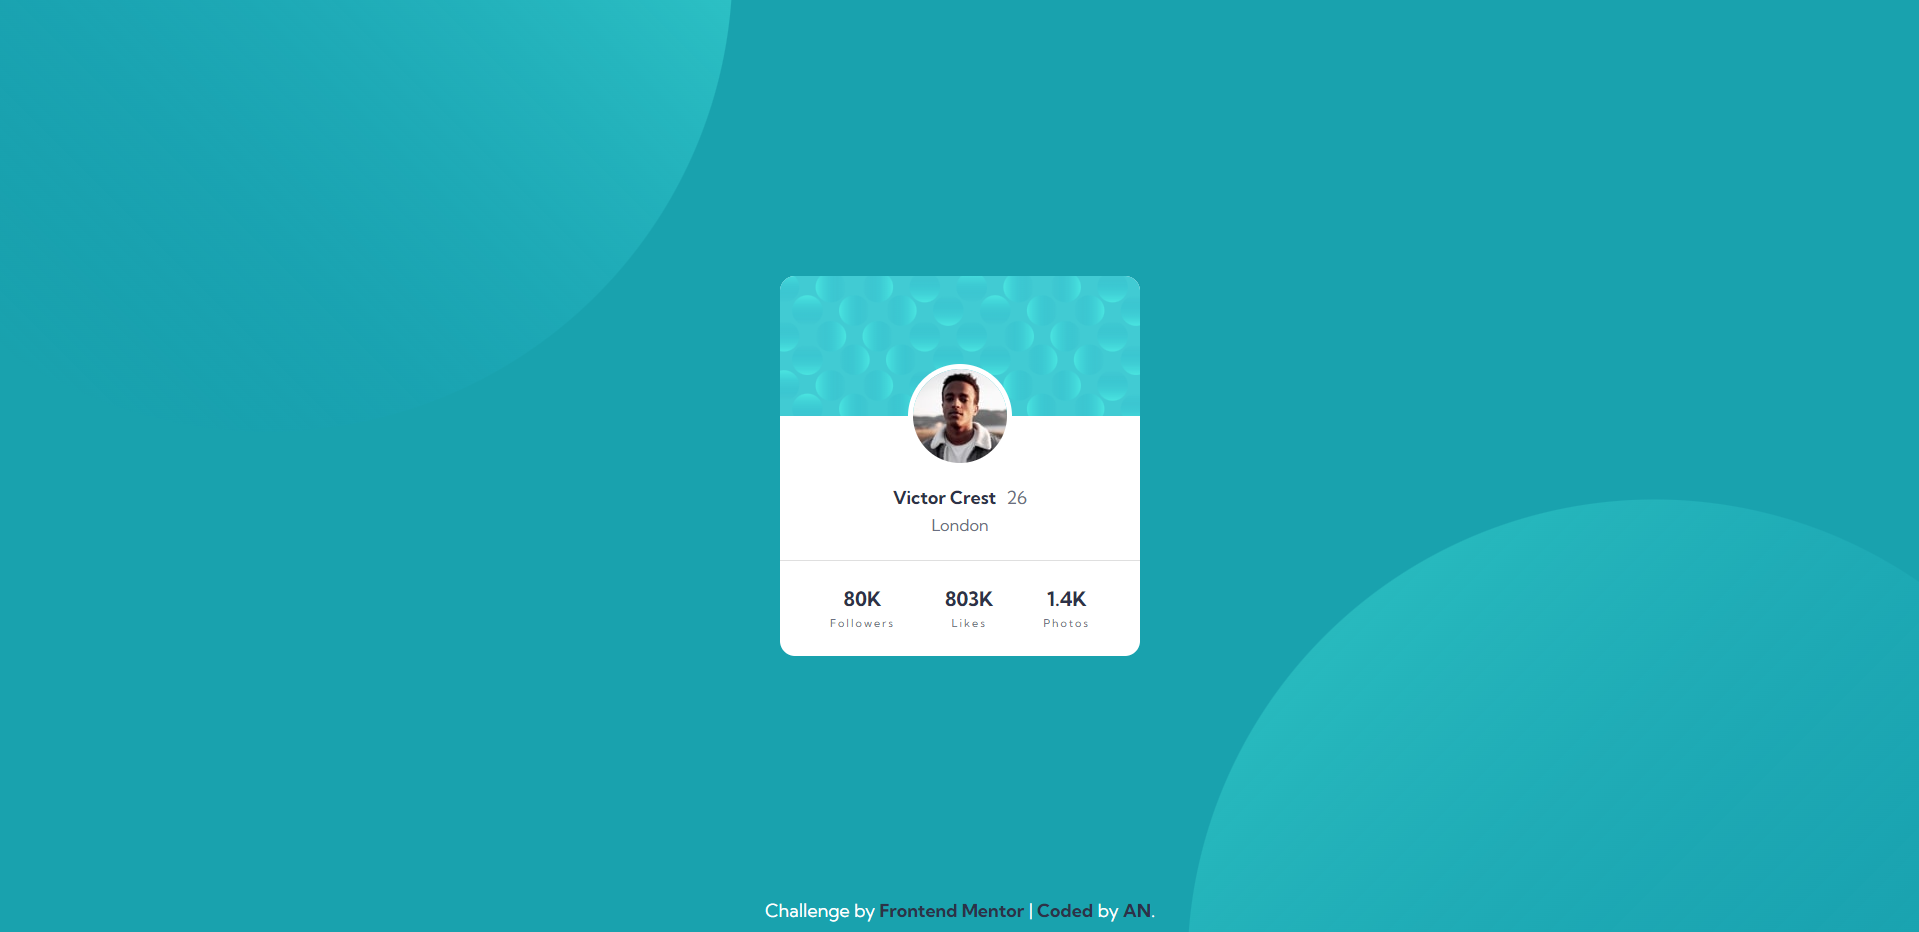 Victor Crest 26
London
80K 803K 1.4K
Followers Likes Photos
Challenge by Frontend Mentor | Coded by AN.